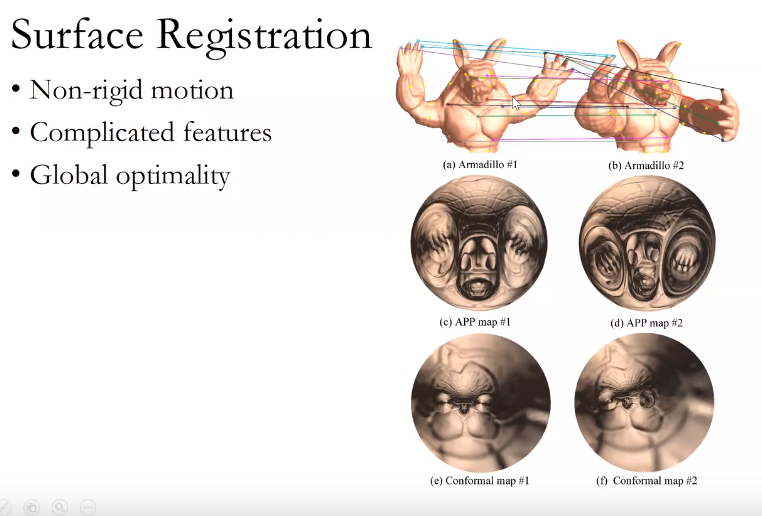 Surface Registration
• Non-rigid motion
• Complicated features
• Global optimality
(a) Armadillo #1
(b) Armadillo #2
(c) APP map #1
(d) APP map #2
(e) Conformal map #1
(f) Conformal map #2